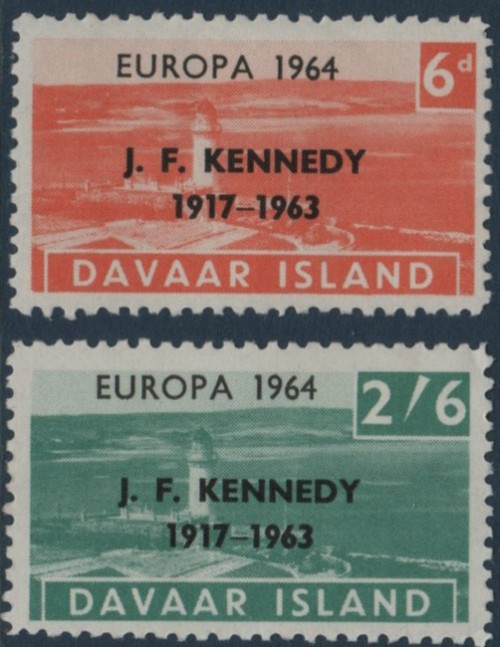 EUROPA 1964
6d
J. F. KENNEDY
1917–1963
DAVAAR ISLAND
EUROPA 1964
2/6
J. F. KENNEDY
1917–1963
DAVAAR ISLAND